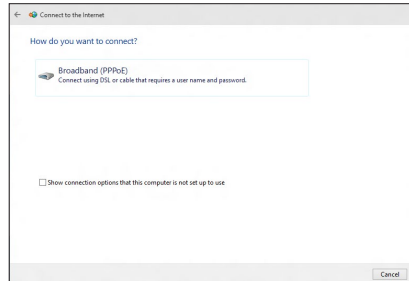 Connect to the Internet
How do you want to connect?
Broadband (PPPoE)
Connect using DSL or cable that requires a user name and password.
Show connection options that this computer is not set up to use
Cancel